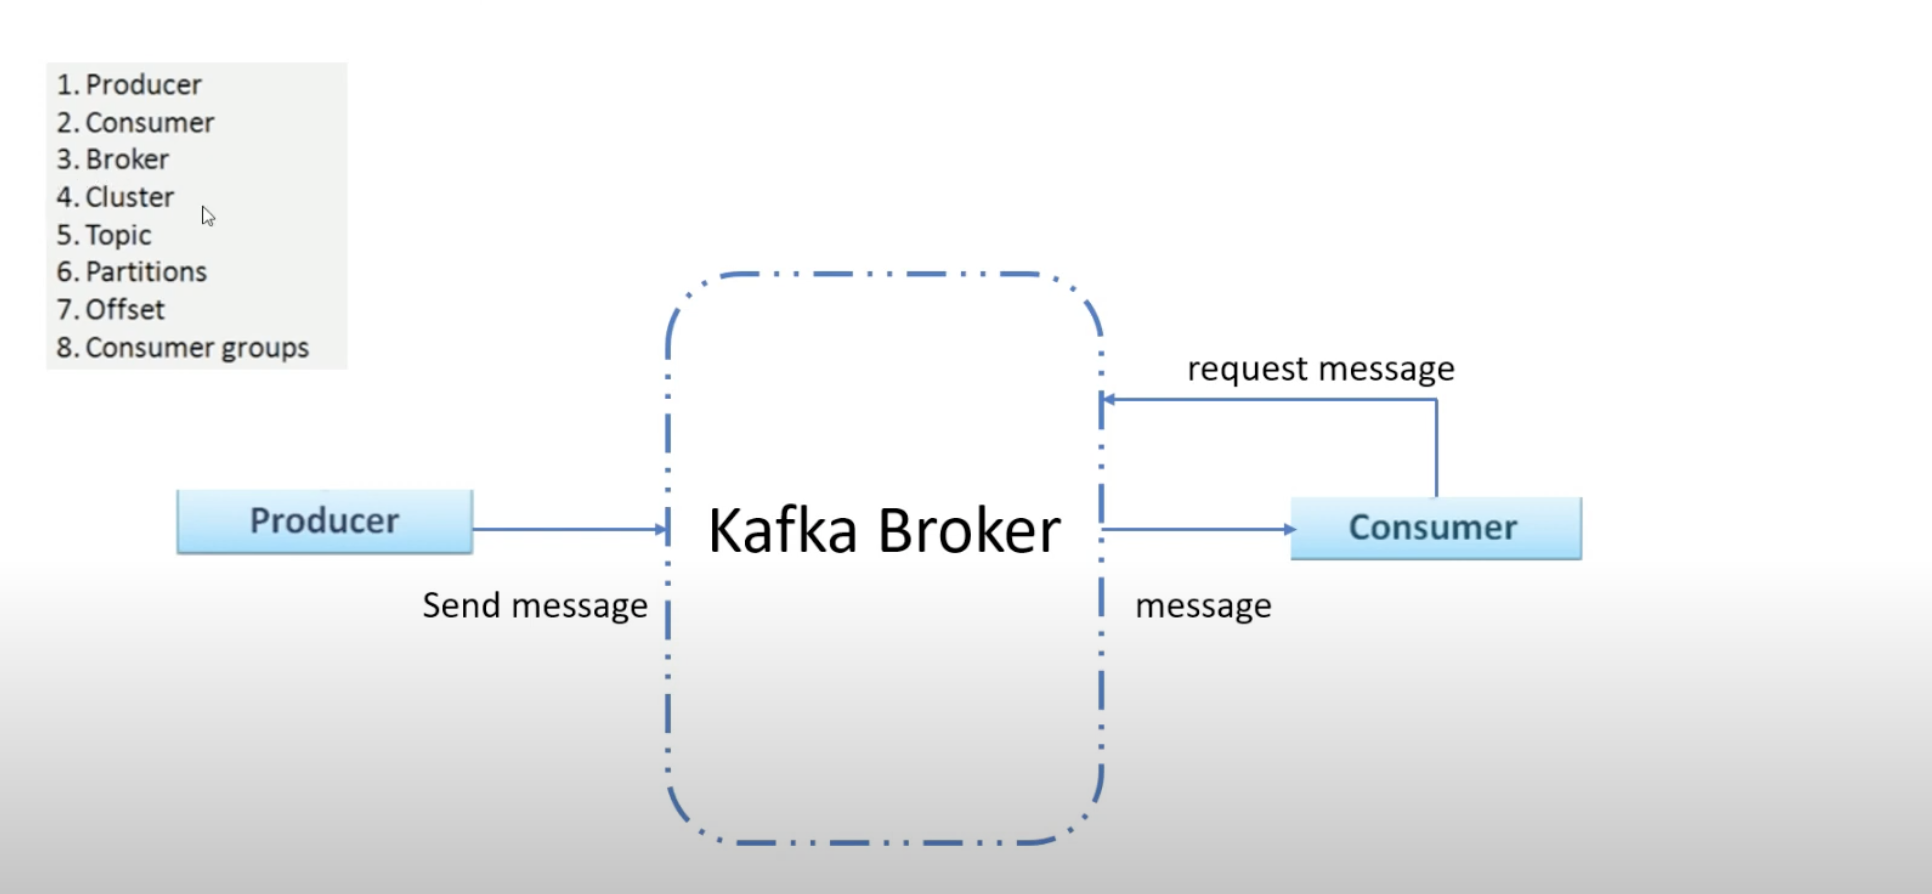 1. Producer
2. Consumer
3. Broker
4. Cluster
5. Topic
6. Partitions
7. Offset
8. Consumer groups
request message
Producer
Kafka Broker
Consumer
Send message
message